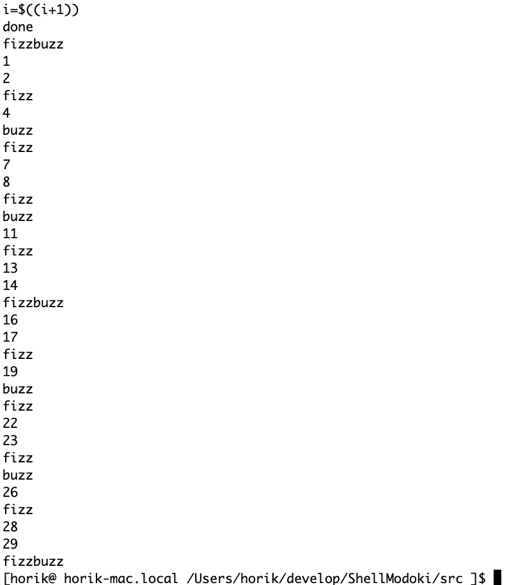 i=$((i+1))
done
fizzbuzz
1
2
fizz
4
buzz
fizz
7
8
fizz
buzz
11
fizz
13
14
fizzbuzz
16
17
fizz
19
buzz
fizz
22
23
fizz
buzz
26
fizz
28
29
fizzbuzz
[horik@ horik-mac.local /Users/horik/develop/ShellModoki/src ]$